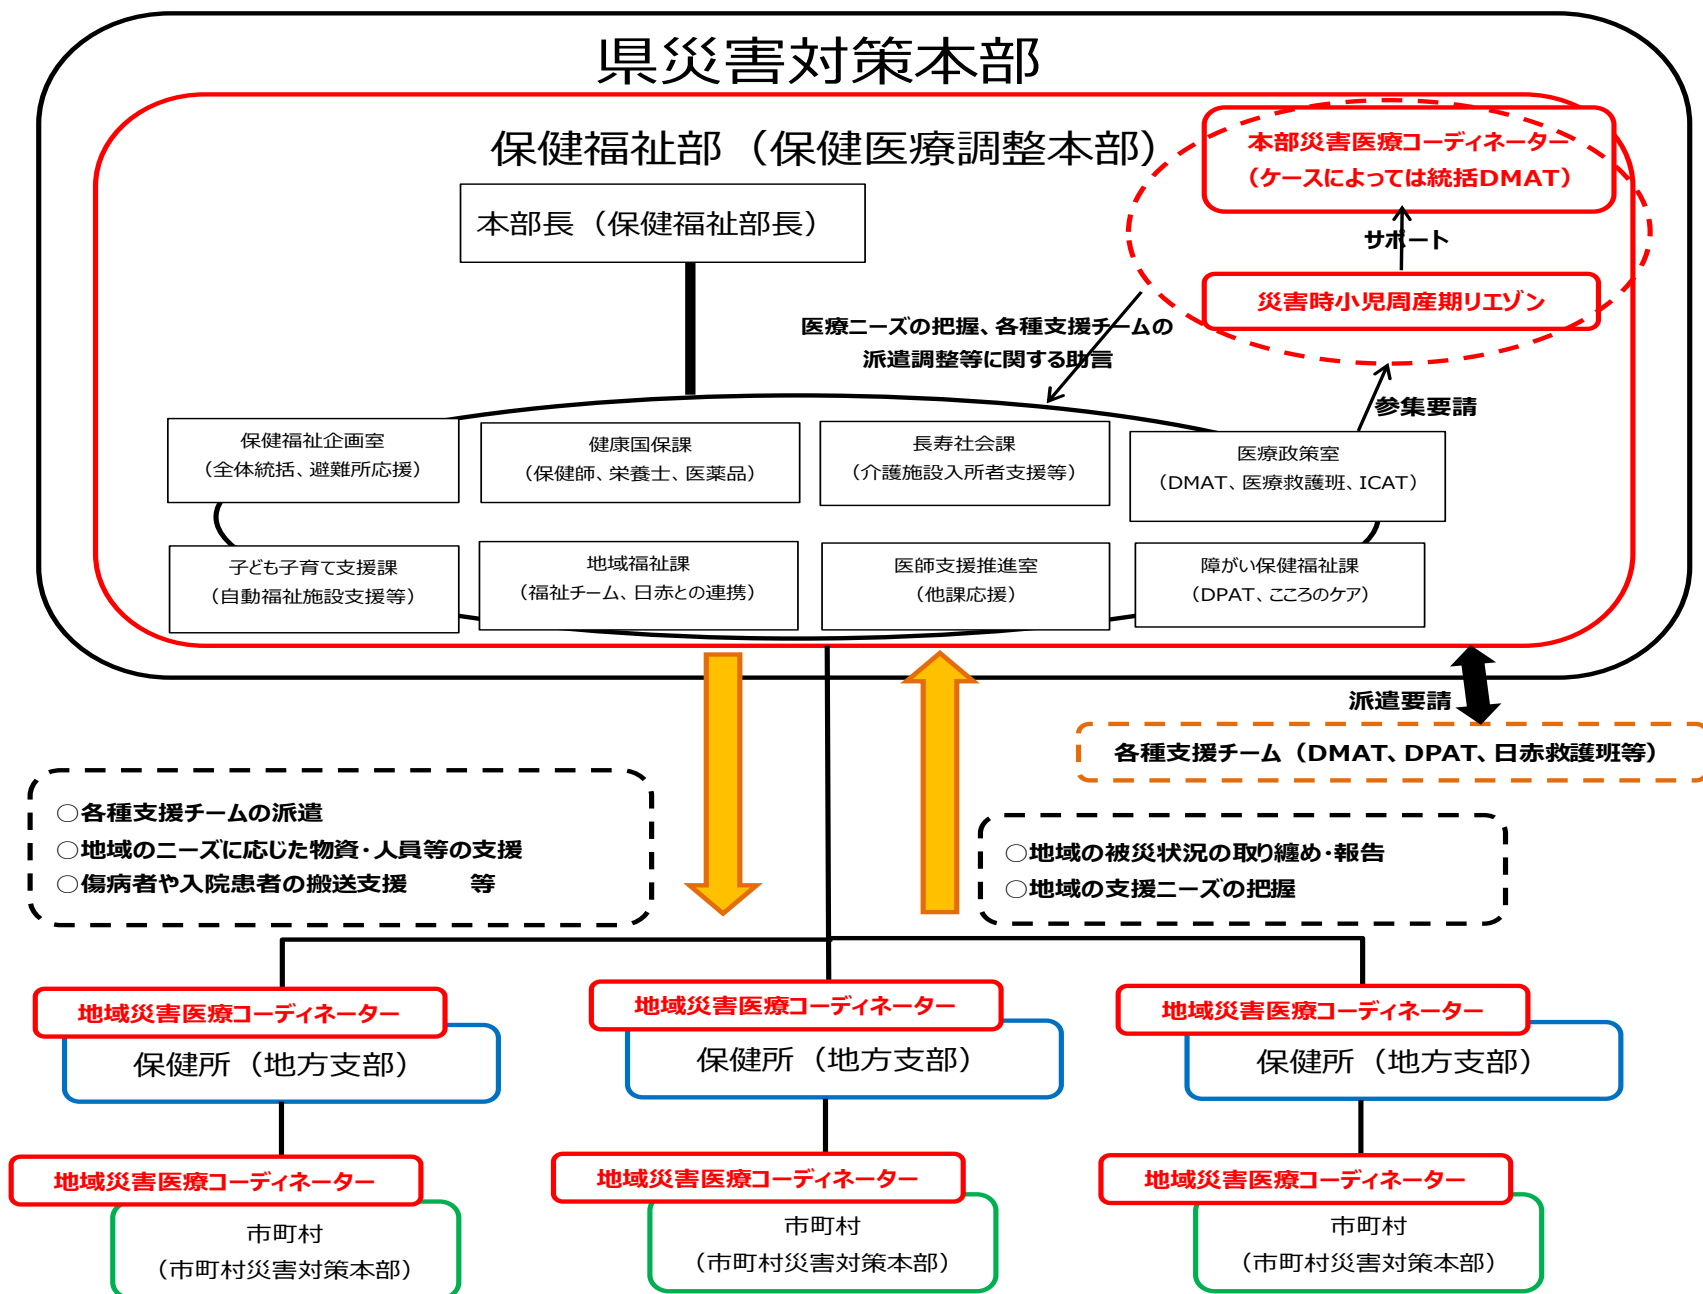 県災害対策本部
保健福祉部（保健医療調整本部）
本部災害医療コーディネーター
（ケースによっては統括DMAT）
本部長（保健福祉部長）
サポート
災害時小児周産期リエゾン
医療ニーズの把握、各種支援チームの
派遣調整等に関する助言
参集要請
保健福祉企画室
（全体統括、避難所応援）
健康国保課
（保健師、栄養士、医薬品）
長寿社会課
（介護施設入所者支援等）
医療政策室
（DMAT、医療救護班、ICAT）
子ども子育て支援課
（自動福祉施設支援等）
地域福祉課
（福祉チーム、日赤との連携）
医師支援推進室
（他課応援）
障がい保健福祉課
（DPAT、こころのケア）
派遣要請
各種支援チーム（DMAT、DPAT、日赤救護班等）
○各種支援チームの派遣
○地域のニーズに応じた物資・人員等の支援
○傷病者や入院患者の搬送支援　　等
○地域の被災状況の取り纏め・報告
○地域の支援ニーズの把握
地域災害医療コーディネーター
保健所（地方支部）
地域災害医療コーディネーター
保健所（地方支部）
地域災害医療コーディネーター
保健所（地方支部）
地域災害医療コーディネーター
市町村
（市町村災害対策本部）
地域災害医療コーディネーター
市町村
（市町村災害対策本部）
地域災害医療コーディネーター
市町村
（市町村災害対策本部）